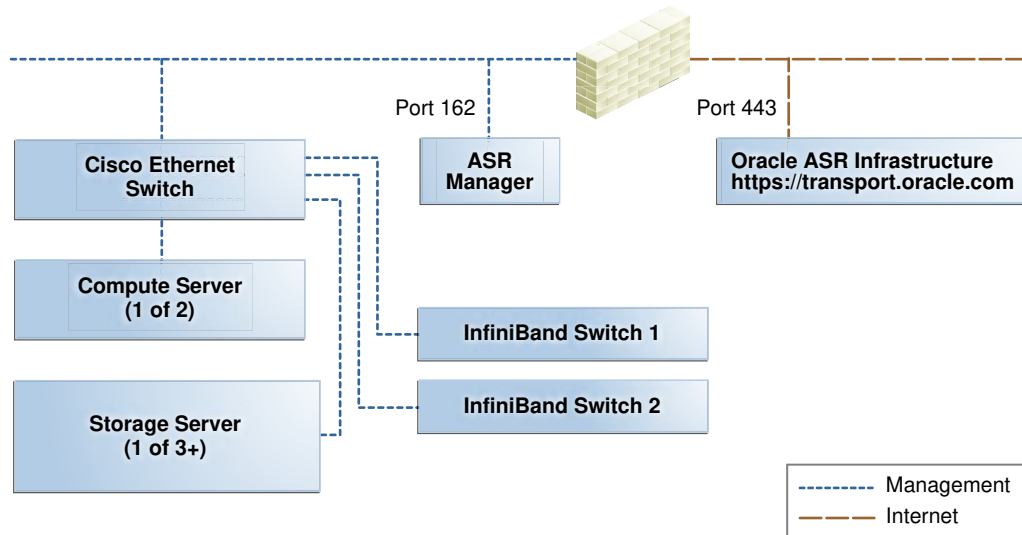 Port 162
Port 443
Cisco Ethernet
Switch
ASR
Manager
Oracle ASR Infrastructure
https://transport.oracle.com
Compute Server
(1 of 2)
InfiniBand Switch 1
InfiniBand Switch 2
Storage Server
(1 of 3+)
Management
Internet